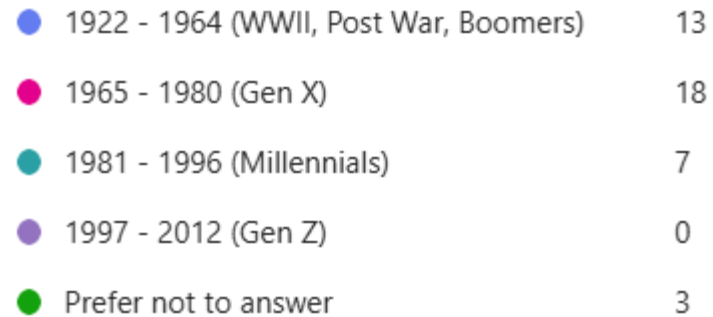 1922 - 1964 (WWII, Post War, Boomers) 13
1965 - 1980 (Gen X) 18
1981 - 1996 (Millennials) 7
1997 - 2012 (Gen Z) 0
Prefer not to answer 3